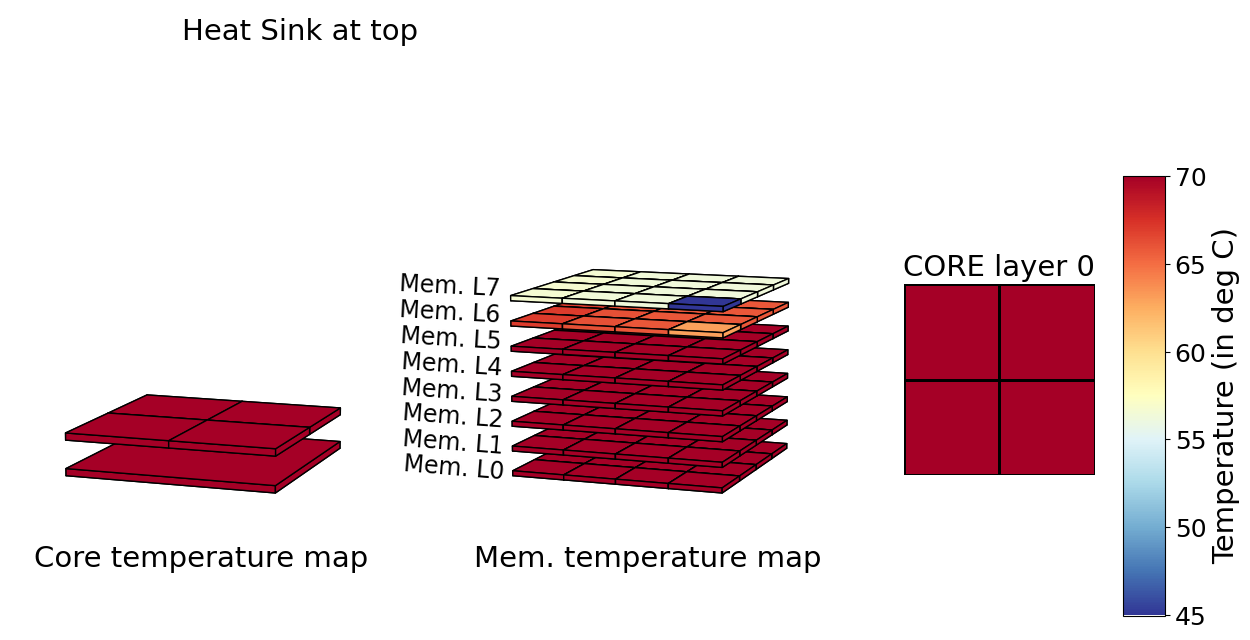 Heat Sink at top
Mem. L7
Mem. L6
Mem. L5
Mem. L4
Mem. L3
Mem. L2
Mem. L1
Mem. L0
Core temperature map
Mem. temperature map
CORE layer 0
70
65
60
55
50
45
Temperature (in deg C)